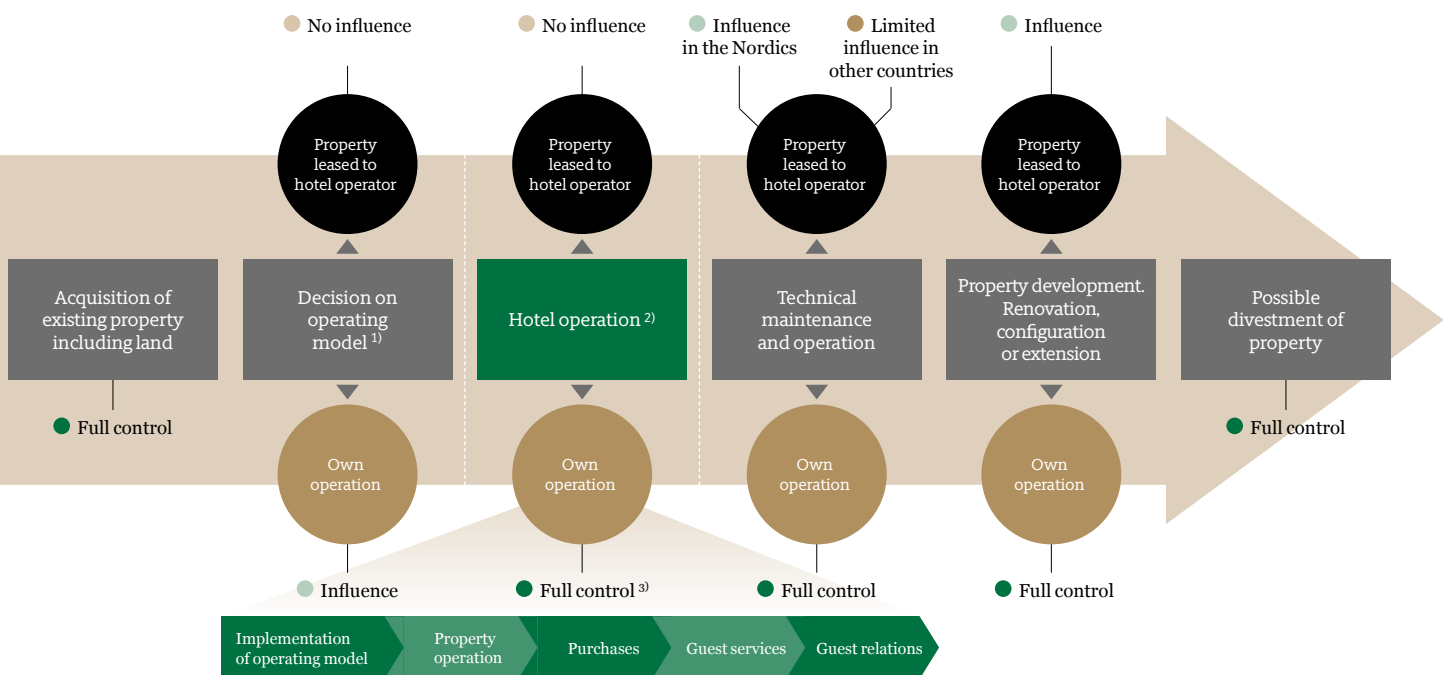 No influence
No influence
Influence
in the Nordics
Limited
influence in
other countries
Influence
Property
leased to
hotel operator
Property
leased to
hotel operator
Property
leased to
hotel operator
Property
leased to
hotel operator
Acquisition of
existing property
including land
Decision on
operating
model 1)
Hotel operation 2)
Technical
maintenance
and operation
Property development.
Renovation,
configuration
or extension
Possible
divestment of
property
Full control
Full control
Own
operation
Own
operation
Own
operation
Own
operation
Influence
Full control 3)
Full control
Full control
Implementation
of operating model
Property
operation
Purchases
Guest services
Guest relations